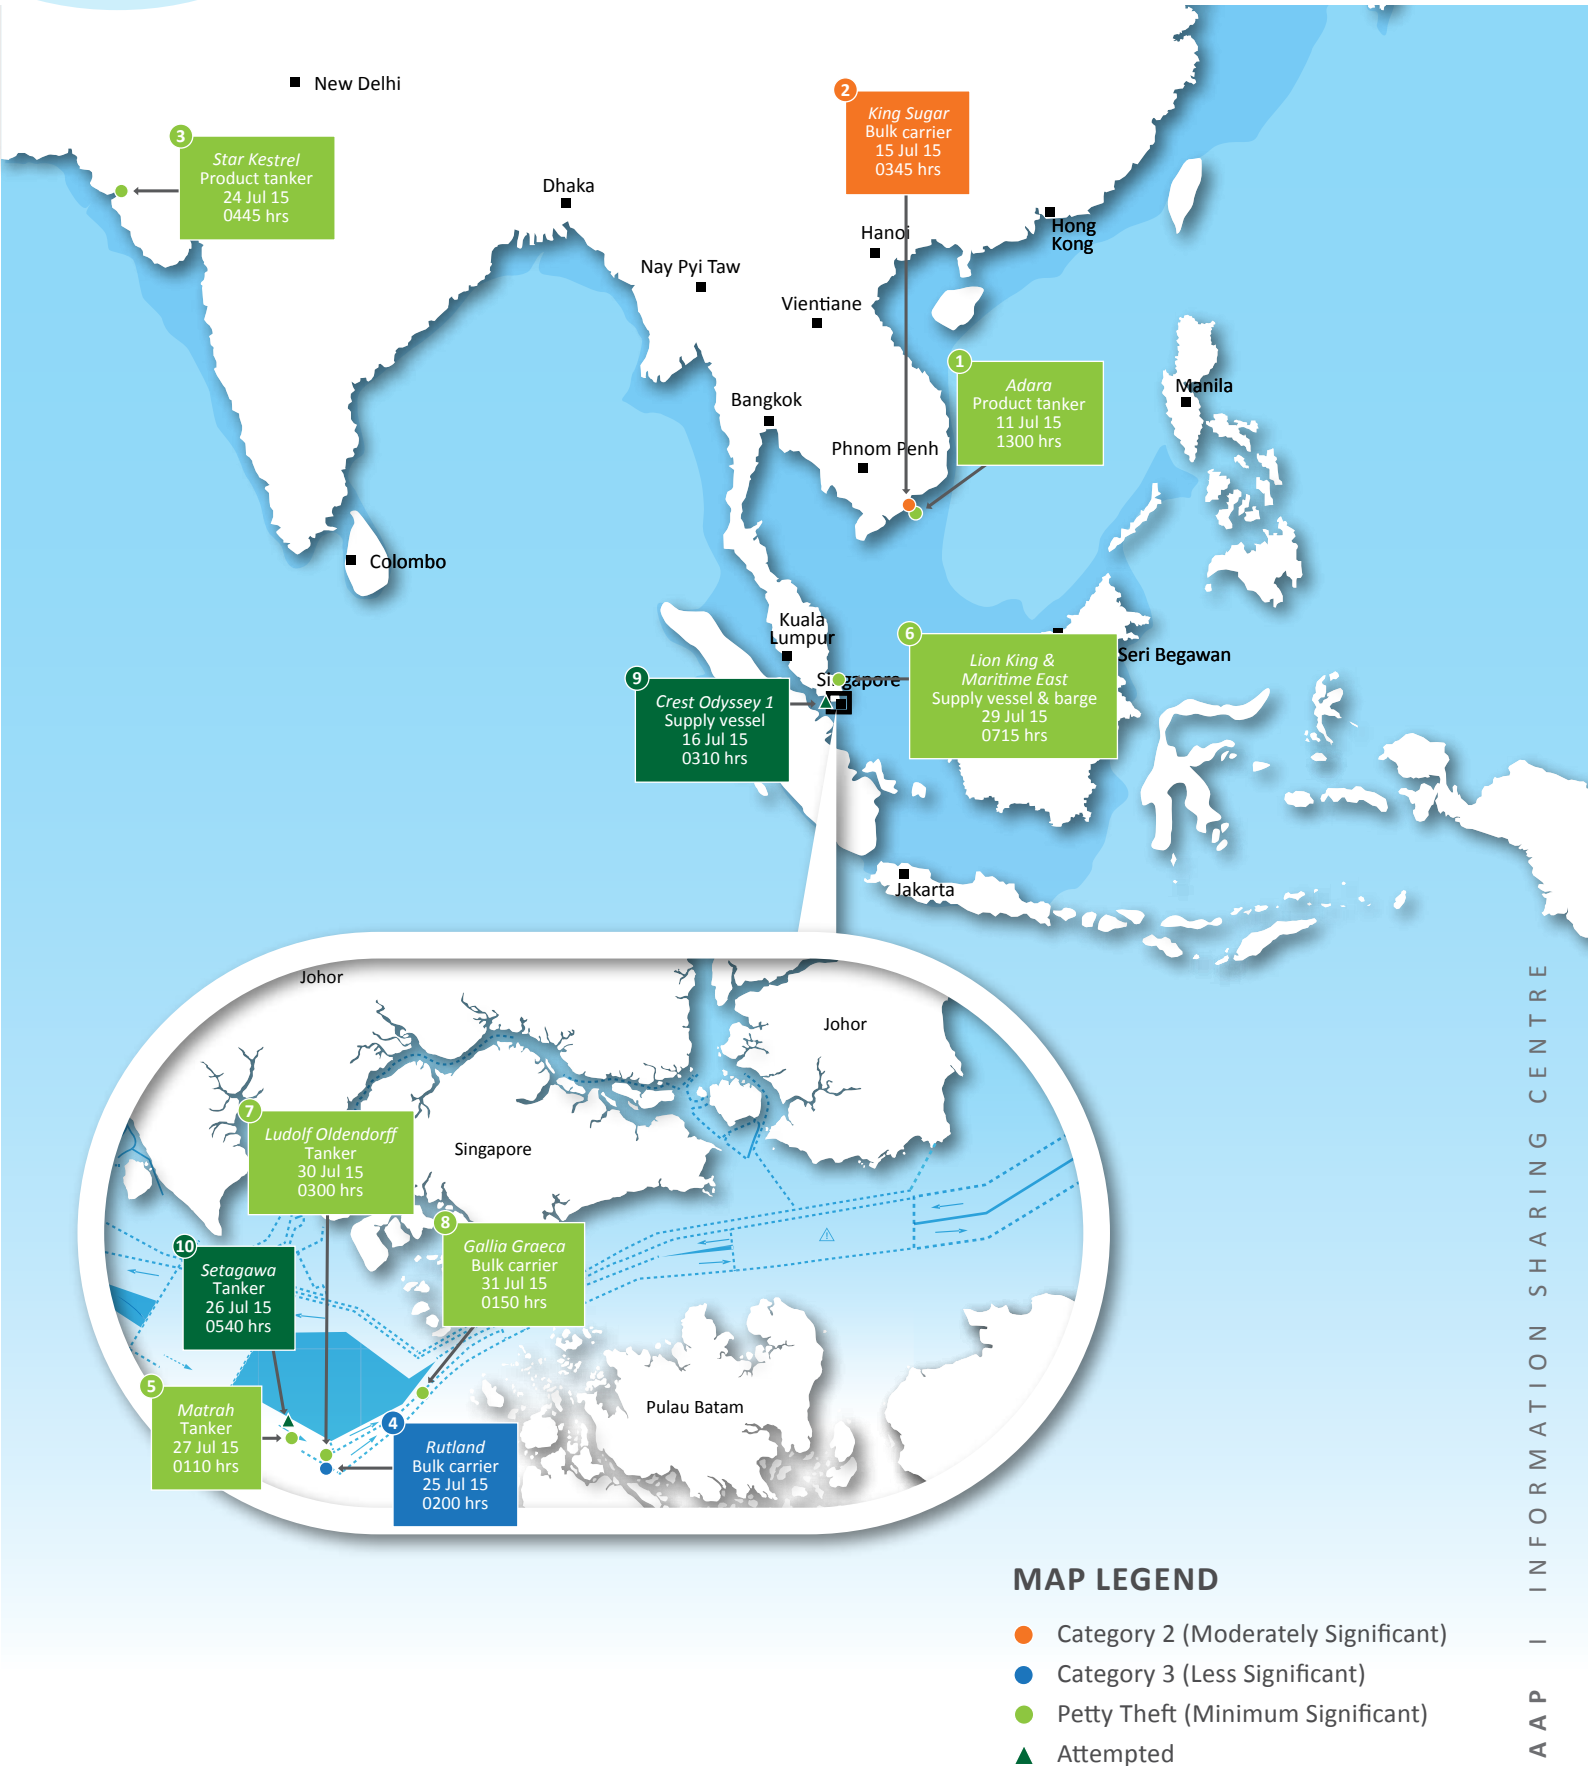 New Delhi
3
Star Kestrel
Product tanker
24 Jul 15
0445 hrs
2
King Sugar
Bulk carrier
15 Jul 15
0345 hrs
Dhaka
Hanoi
Hong
Kong
Nay Pyi Taw
Vientiane
1
Adara
Product tanker
11 Jul 15
1300 hrs
Manila
Bangkok
Phnom Penh
Colombo
Kuala
Lumpur
6
Lion King &
Maritime East
Supply vessel & barge
29 Jul 15
0715 hrs
Seri Begawan
Singapore
9
Crest Odyssey 1
Supply vessel
16 Jul 15
0310 hrs
Jakarta
Johor
Johor
7
Ludolf Oldendorff
Tanker
30 Jul 15
0300 hrs
Singapore
8
Gallia Graeca
Bulk carrier
31 Jul 15
0150 hrs
10
Setagawa
Tanker
26 Jul 15
0540 hrs
5
Matrah
Tanker
27 Jul 15
0110 hrs
4
Rutland
Bulk carrier
25 Jul 15
0200 hrs
Pulau Batam
MAP LEGEND
Category 2 (Moderately Significant)
Category 3 (Less Significant)
Petty Theft (Minimum Significant)
Attempted
AAP I INFORMATION SHARING CENTRE